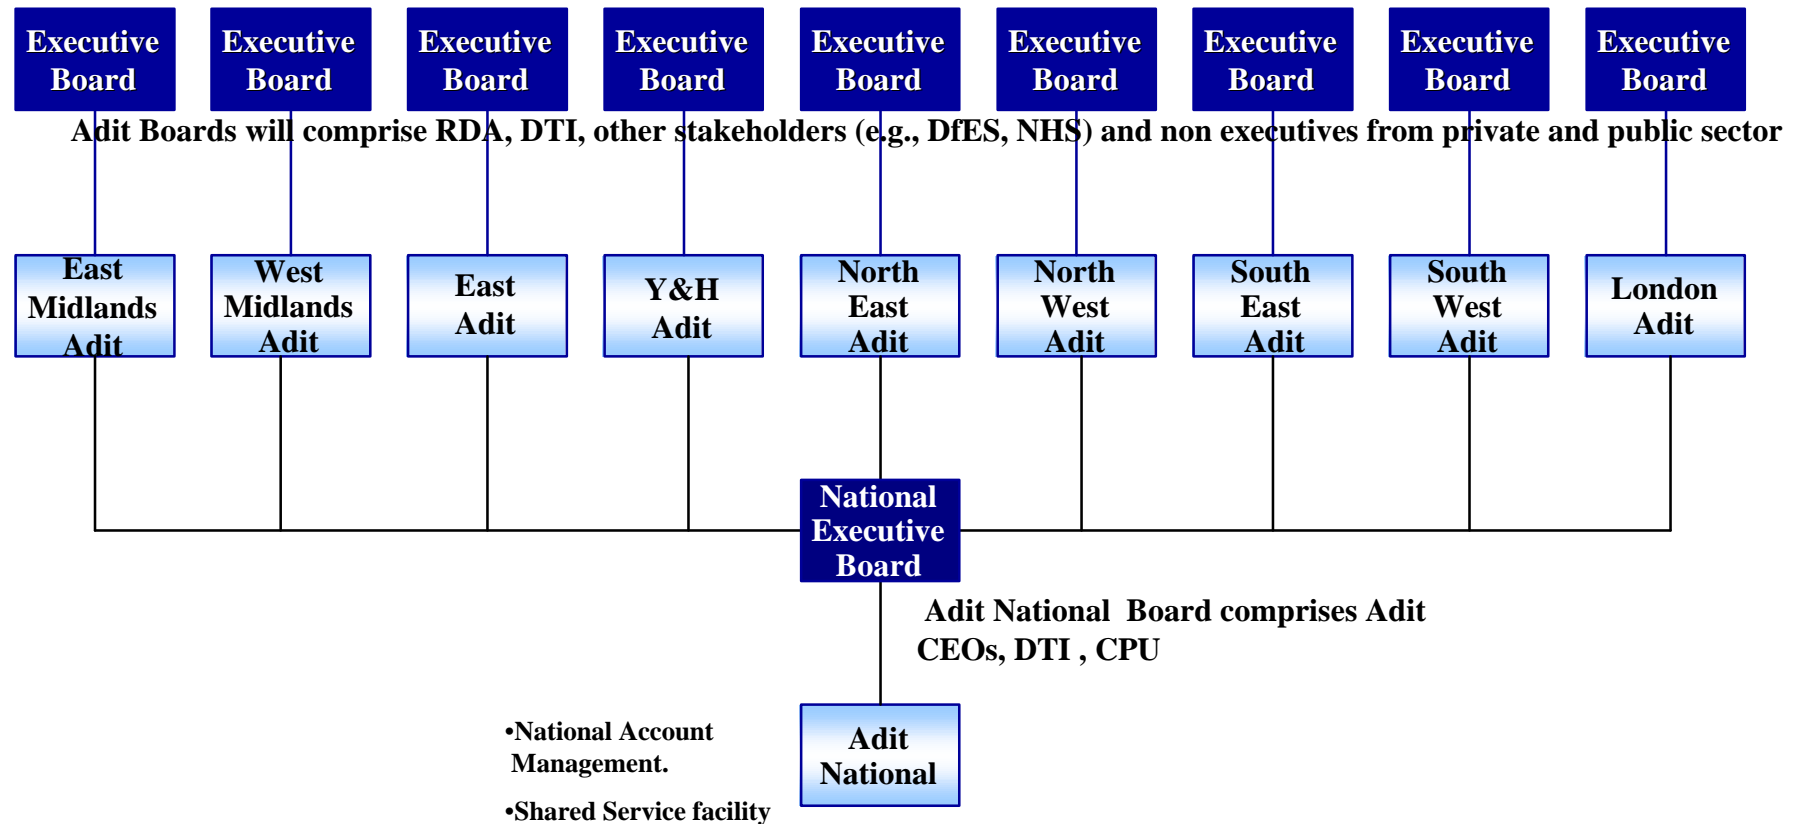 Executive
Board
Executive
Board
Executive
Board
Executive
Board
Executive
Board
Executive
Board
Executive
Board
Executive
Board
Executive
Board
Adit Boards will comprise RDA, DTI, other stakeholders (e.g., DfES, NHS) and non executives from private and public sector
East
Midlands
Adit
West
Midlands
Adit
East
Adit
Y&H
Adit
North
East
Adit
North
West
Adit
South
East
Adit
South
West
Adit
London
Adit
National
Executive
Board
Adit National  Board comprises Adit
CEOs, DTI , CPU
•National Account
Management.
•Shared Service facility
Adit
National